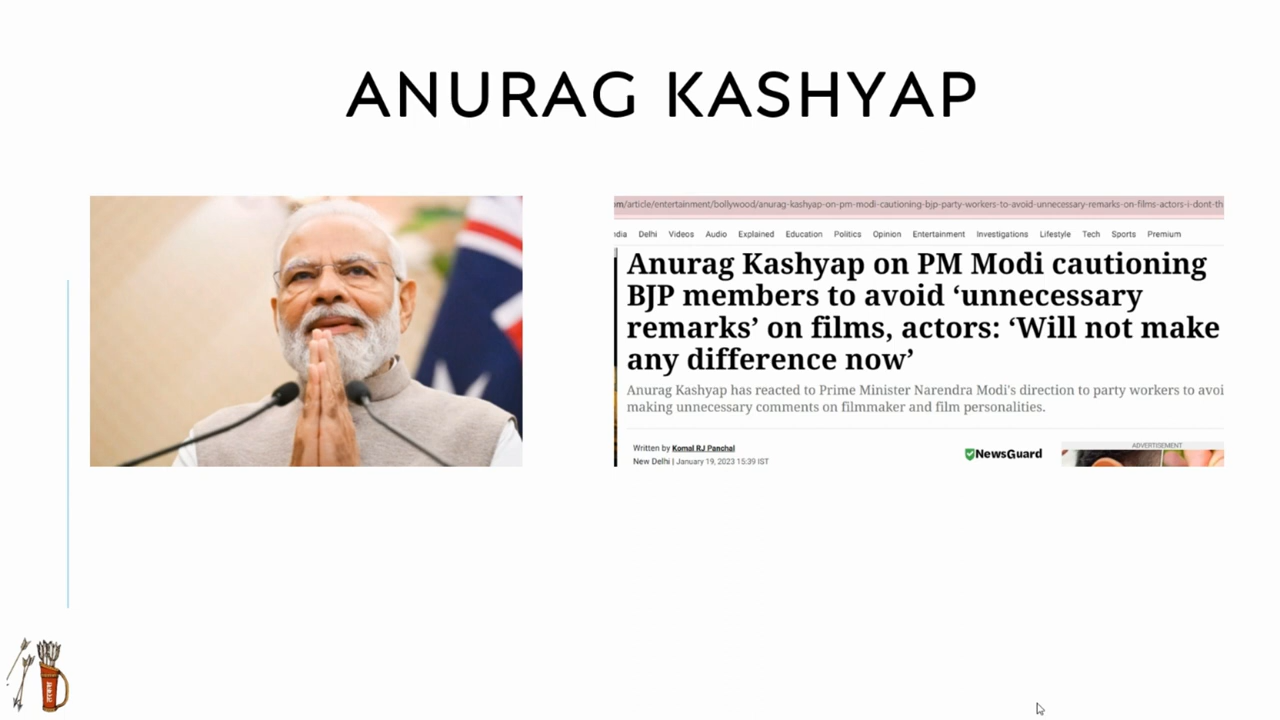 ANURAG KASHYAP
m/article/entertainment/bollywood/anurag-kashyap-on-pm-modi-cautioning-bjp-party-workers-to-avoid-unnecessary-remarks-on-films-actors-i-dont-th
dia Delhi Videos Audio Explained Education Politics Opinion Entertainment Investigations Lifestyle Tech Sports Premium
Anurag Kashyap on PM Modi cautioning
BJP members to avoid ‘unnecessary
remarks’ on films, actors: ‘Will not make
any difference now’
Anurag Kashyap has reacted to Prime Minister Narendra Modi's direction to party workers to avoi
making unnecessary comments on filmmaker and film personalities.
Written by Komal RJ Panchal
New Delhi | January 19, 2023 15:39 IST
NewsGuard
ADVERTISEMENT
तरकश